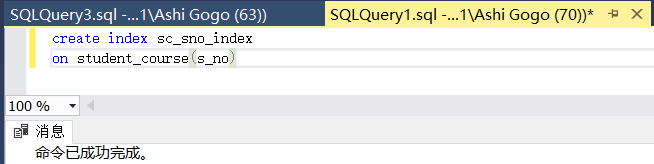 SQLQuery3.sql -...1\Ashi Gogo (63))
SQLQuery1.sql -...1\Ashi Gogo (70))*
create index sc_sno_index
on student_course(s_no)
100 %
消息
命令已成功完成。